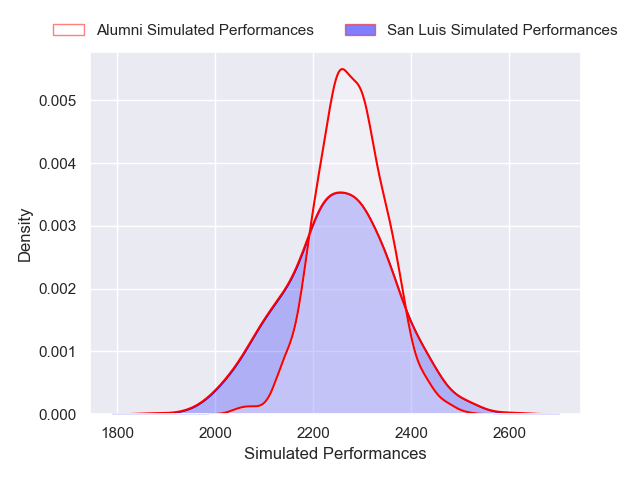 Alumni Simulated Performances San Luis Simulated Performances
0.005
0.004
0.003
0.002
0.001
0.000
Density
1800 2000 2200 2400 2600
Simulated Performances